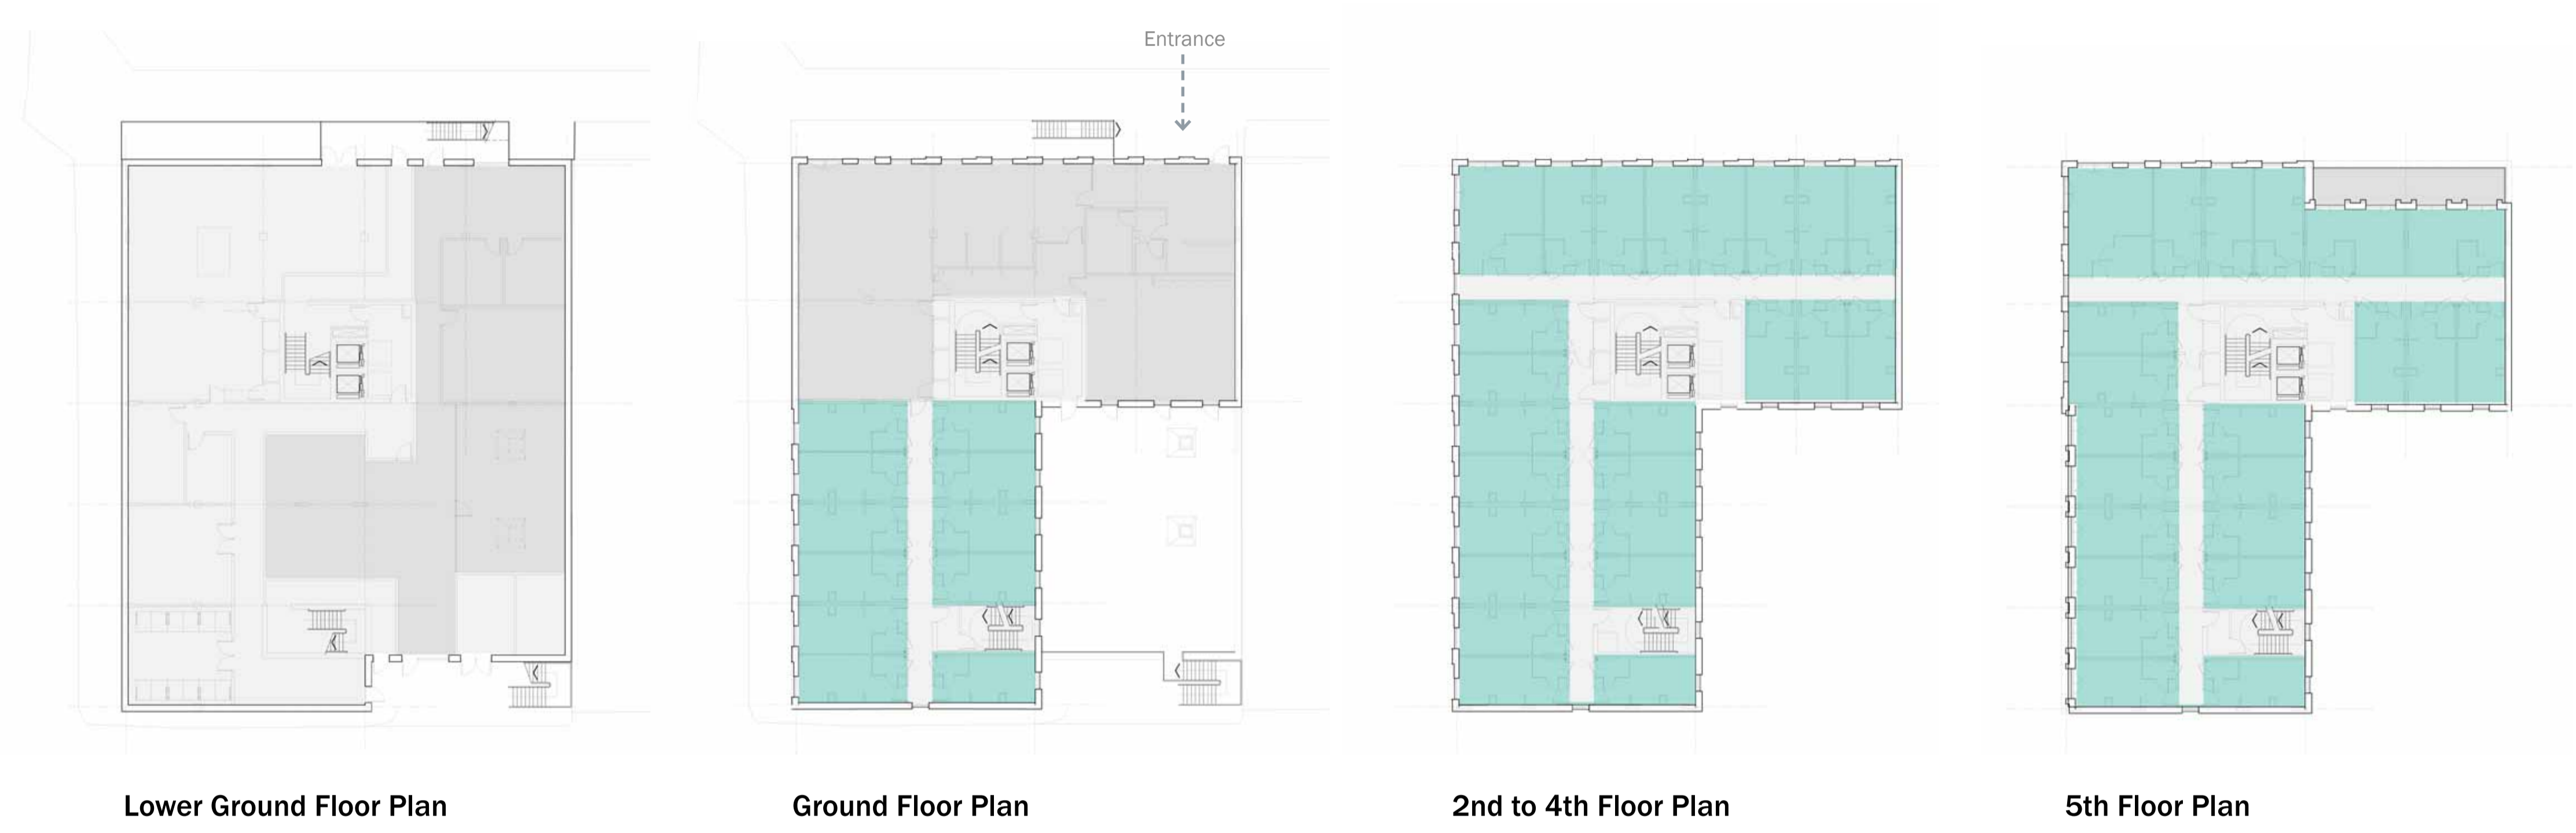 Entrance
Lower Ground Floor Plan
Ground Floor Plan
2nd to 4th Floor Plan
5th Floor Plan